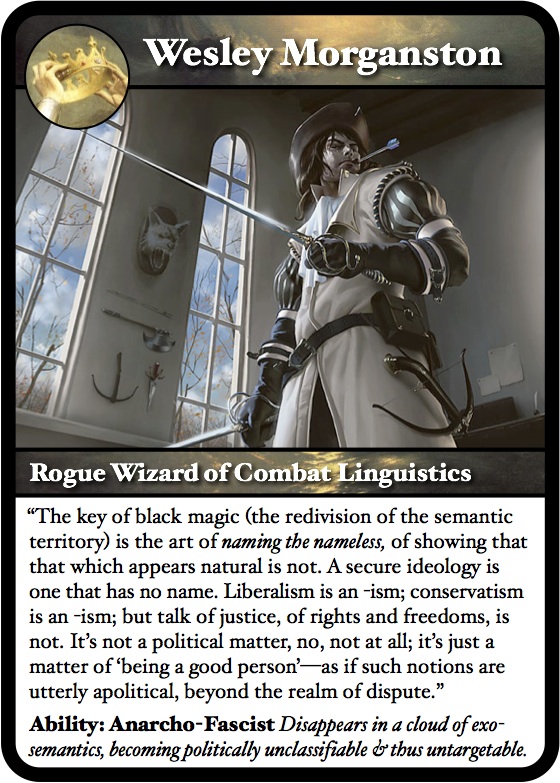 Wesley Morganston
Rogue Wizard of Combat Linguistics
“The key of black magic (the redivision of the semantic
territory) is the art of naming the nameless, of showing that
that which appears natural is not. A secure ideology is
one that has no name. Liberalism is an -ism; conservatism
is an -ism; but talk of justice, of rights and freedoms, is
not. It’s not a political matter, no, not at all; it’s just a
matter of ‘being a good person’—as if such notions are
utterly apolitical, beyond the realm of dispute.”
Ability: Anarcho-Fascist Disappears in a cloud of exo-
semantics, becoming politically unclassifiable & thus untargetable.